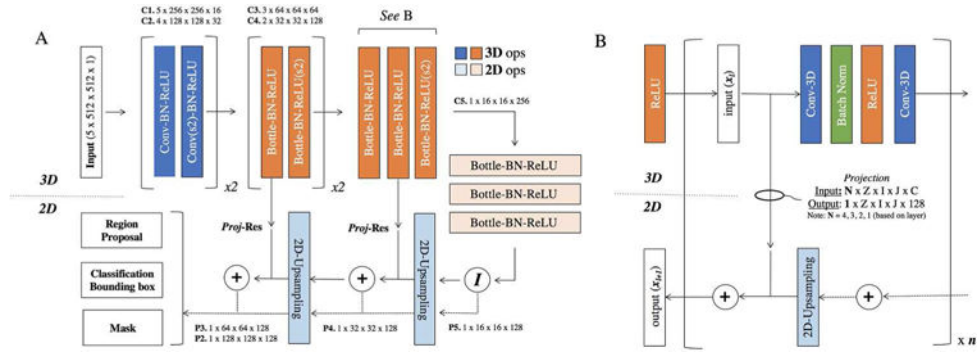 A
C1. 5 x 256 x 256 x 16
C2. 4 x 128 x 128 x 32
C3. 3 x 64 x 64 x 64
C4. 2 x 32 x 32 x 128
See B
3D ops
2D ops
Input (5 x 512 x 512 x 1)
Conv-BN-ReLU
Conv(s2)-BN-ReLU
x2
Bottle-BN-ReLU
Bottle-BN-ReLU(s2)
x2
Bottle-BN-ReLU
Bottle-BN-ReLU
Bottle-BN-ReLU(s2)
C5. 1 x 16 x 16 x 256
Bottle-BN-ReLU
Bottle-BN-ReLU
Bottle-BN-ReLU
3D
2D
Region
Proposal
Classification
Bounding box
Mask
Proj-Res
Proj-Res
2D-Upsampling
2D-Upsampling
+
+
I
P3. 1 x 64 x 64 x 128
P2. 1 x 128 x 128 x 128
P4. 1 x 32 x 32 x 128
P5. 1 x 16 x 16 x 128
B
ReLU
input (xi)
Conv-3D
Batch Norm
ReLU
Conv-3D
3D
2D
Projection
Input: N x Z x I x J x C
Output: 1 x Z x I x J x 128
Note: N = 4, 3, 2, 1 (based on layer)
output (xi+1)
+
2D-Upsampling
+
x n